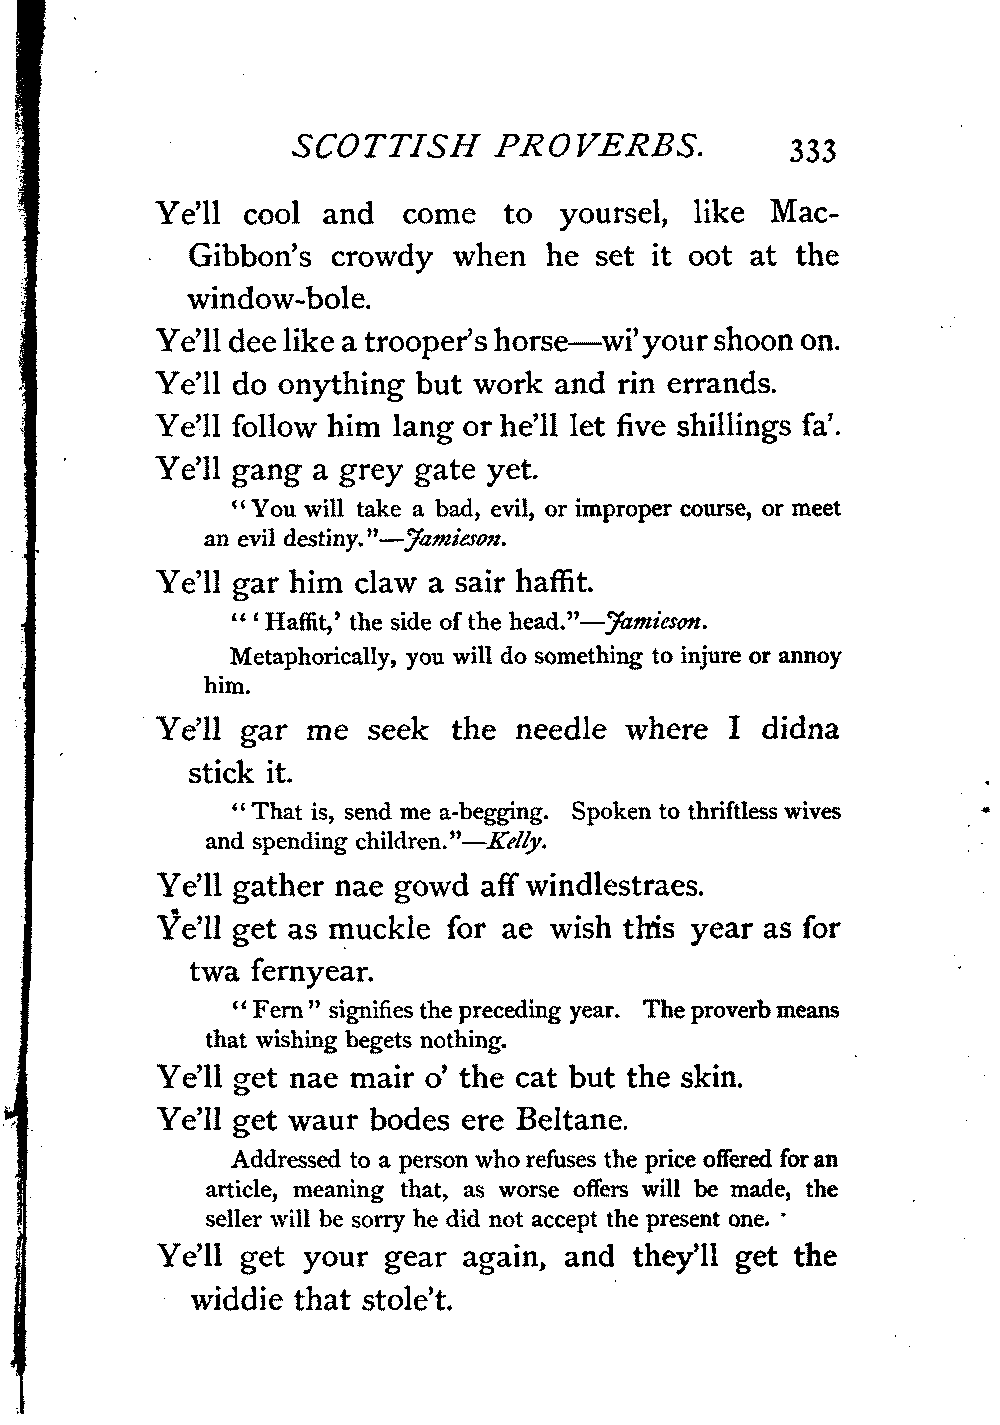 SCOTTISH PROVERBS. 333
Ye'll cool and come to yoursel, like Mac-
Gibbon's crowdy when he set it oot at the
window-bole.
Ye'll dee like a trooper's horse—wi' your shoon on.
Ye'll do onything but work and rin errands.
Ye'll follow him lang or he'll let five shillings fa'.
Ye'll gang a grey gate yet.
"You will take a bad, evil, or improper course, or meet
an evil destiny."—Jamieson.
Ye'll gar him claw a sair haffit.
"'Haffit,' the side of the head."—Jamieson.
Metaphorically, you will do something to injure or annoy
him.
Ye'll gar me seek the needle where I didna
stick it.
"That is, send me a-begging. Spoken to thriftless wives
and spending children."—Kelly.
Ye'll gather nae gowd aff windlestraes.
Ye'll get as muckle for ae wish this year as for
twa fernyear.
"Fern" signifies the preceding year. The proverb means
that wishing begets nothing.
Ye'll get nae mair o' the cat but the skin.
Ye'll get waur bodes ere Beltane.
Addressed to a person who refuses the price offered for an
article, meaning that, as worse offers will be made, the
seller will be sorry he did not accept the present one.
Ye'll get your gear again, and they'll get the
widdie that stole't.